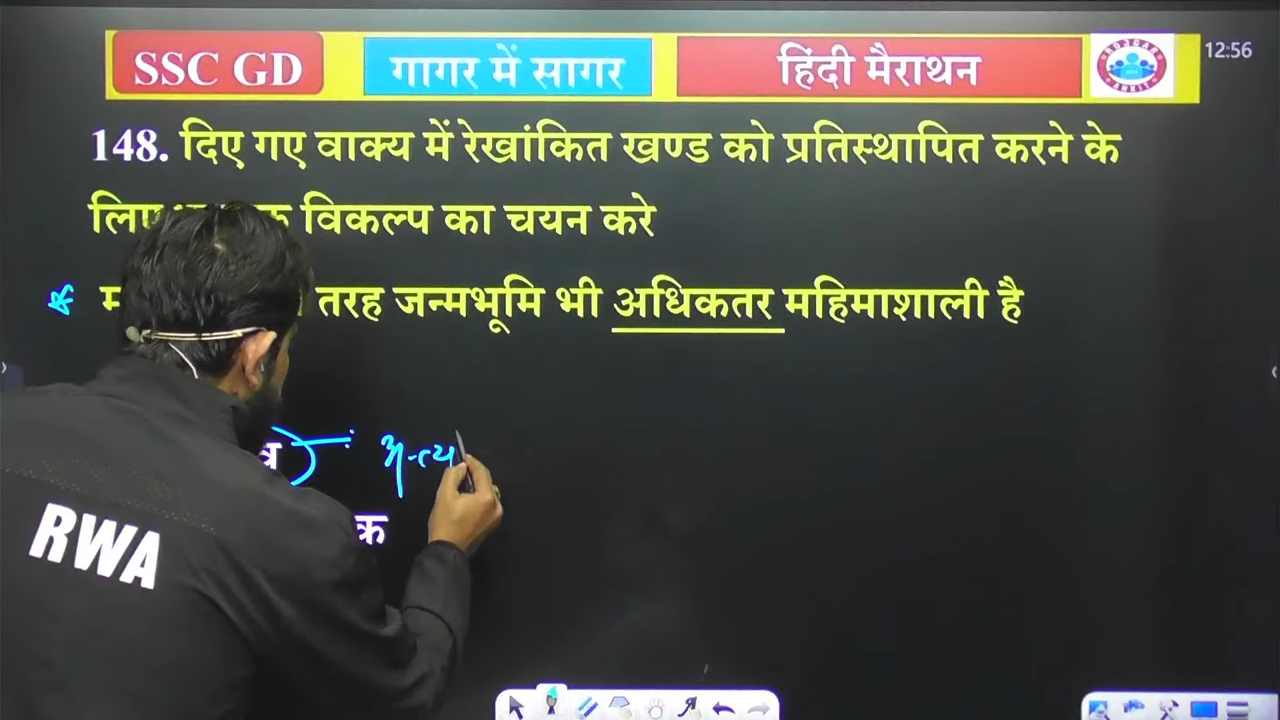 SSC GD गागर में सागर हिंदी मैराथन 12:56
148. दिए गए वाक्य में रेखांकित खण्ड को प्रतिस्थापित करने के
विकल्प का चयन करे
तरह जन्मभूमि भी अधिकतर महिमाशाली है
अत्य
RWA